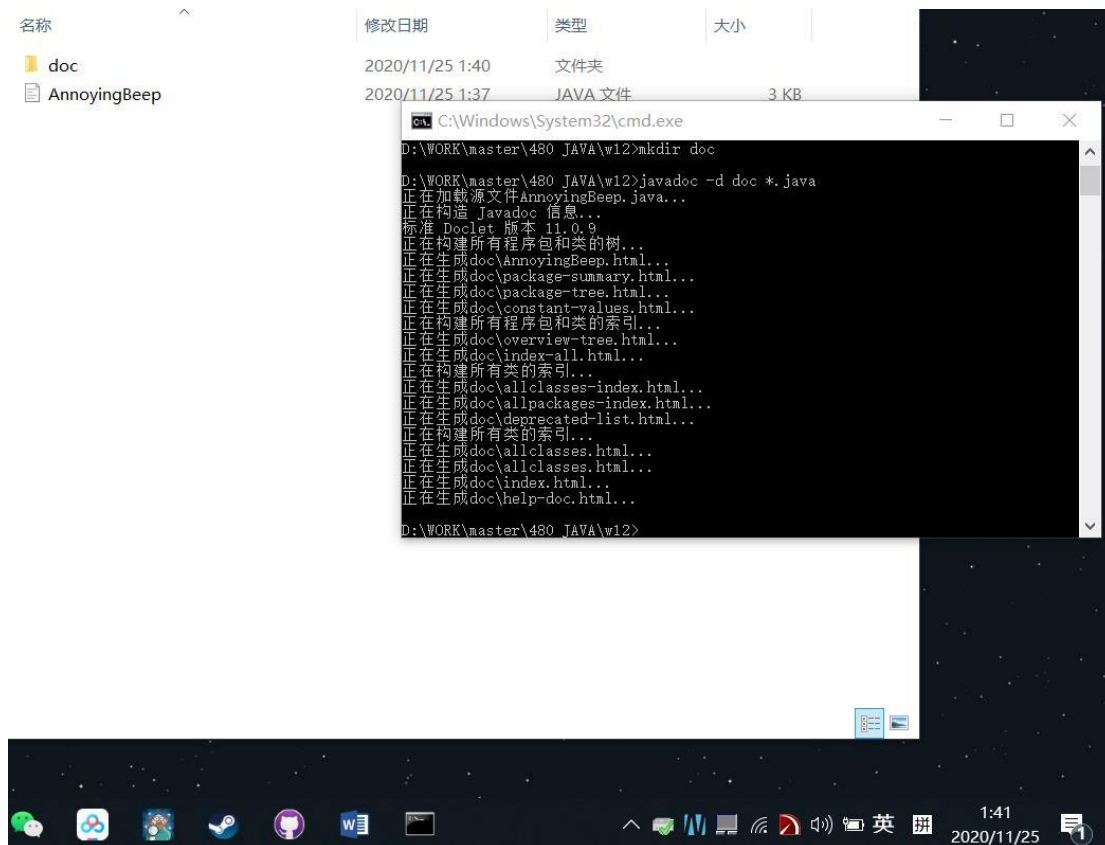 名称 修改日期 类型 大小
doc 2020/11/25 1:40 文件夹
AnnoyingBeep 2020/11/25 1:37 JAVA 文件 3 KB
C:\Windows\System32\cmd.exe
D:\WORK\master\480 JAVA\w12>mkdir doc
D:\WORK\master\480 JAVA\w12>javadoc -d doc *.java
正在加载源文件AnnoyingBeep.java...
正在构造 Javadoc 信息...
标准 Doclet 版本 11.0.9
正在构建所有程序包和类的树...
正在生成doc\AnnoyingBeep.html...
正在生成doc\package-summary.html...
正在生成doc\package-tree.html...
正在生成doc\constant-values.html...
正在构建所有程序包和类的索引...
正在生成doc\overview-tree.html...
正在生成doc\index-all.html...
正在构建所有类的索引...
正在生成doc\allclasses-index.html...
正在生成doc\allpackages-index.html...
正在生成doc\deprecated-list.html...
正在构建所有类的索引...
正在生成doc\allclasses.html...
正在生成doc\allclasses.html...
正在生成doc\index.html...
正在生成doc\help-doc.html...
D:\WORK\master\480 JAVA\w12>
英 拼 1:41
2020/11/25
1